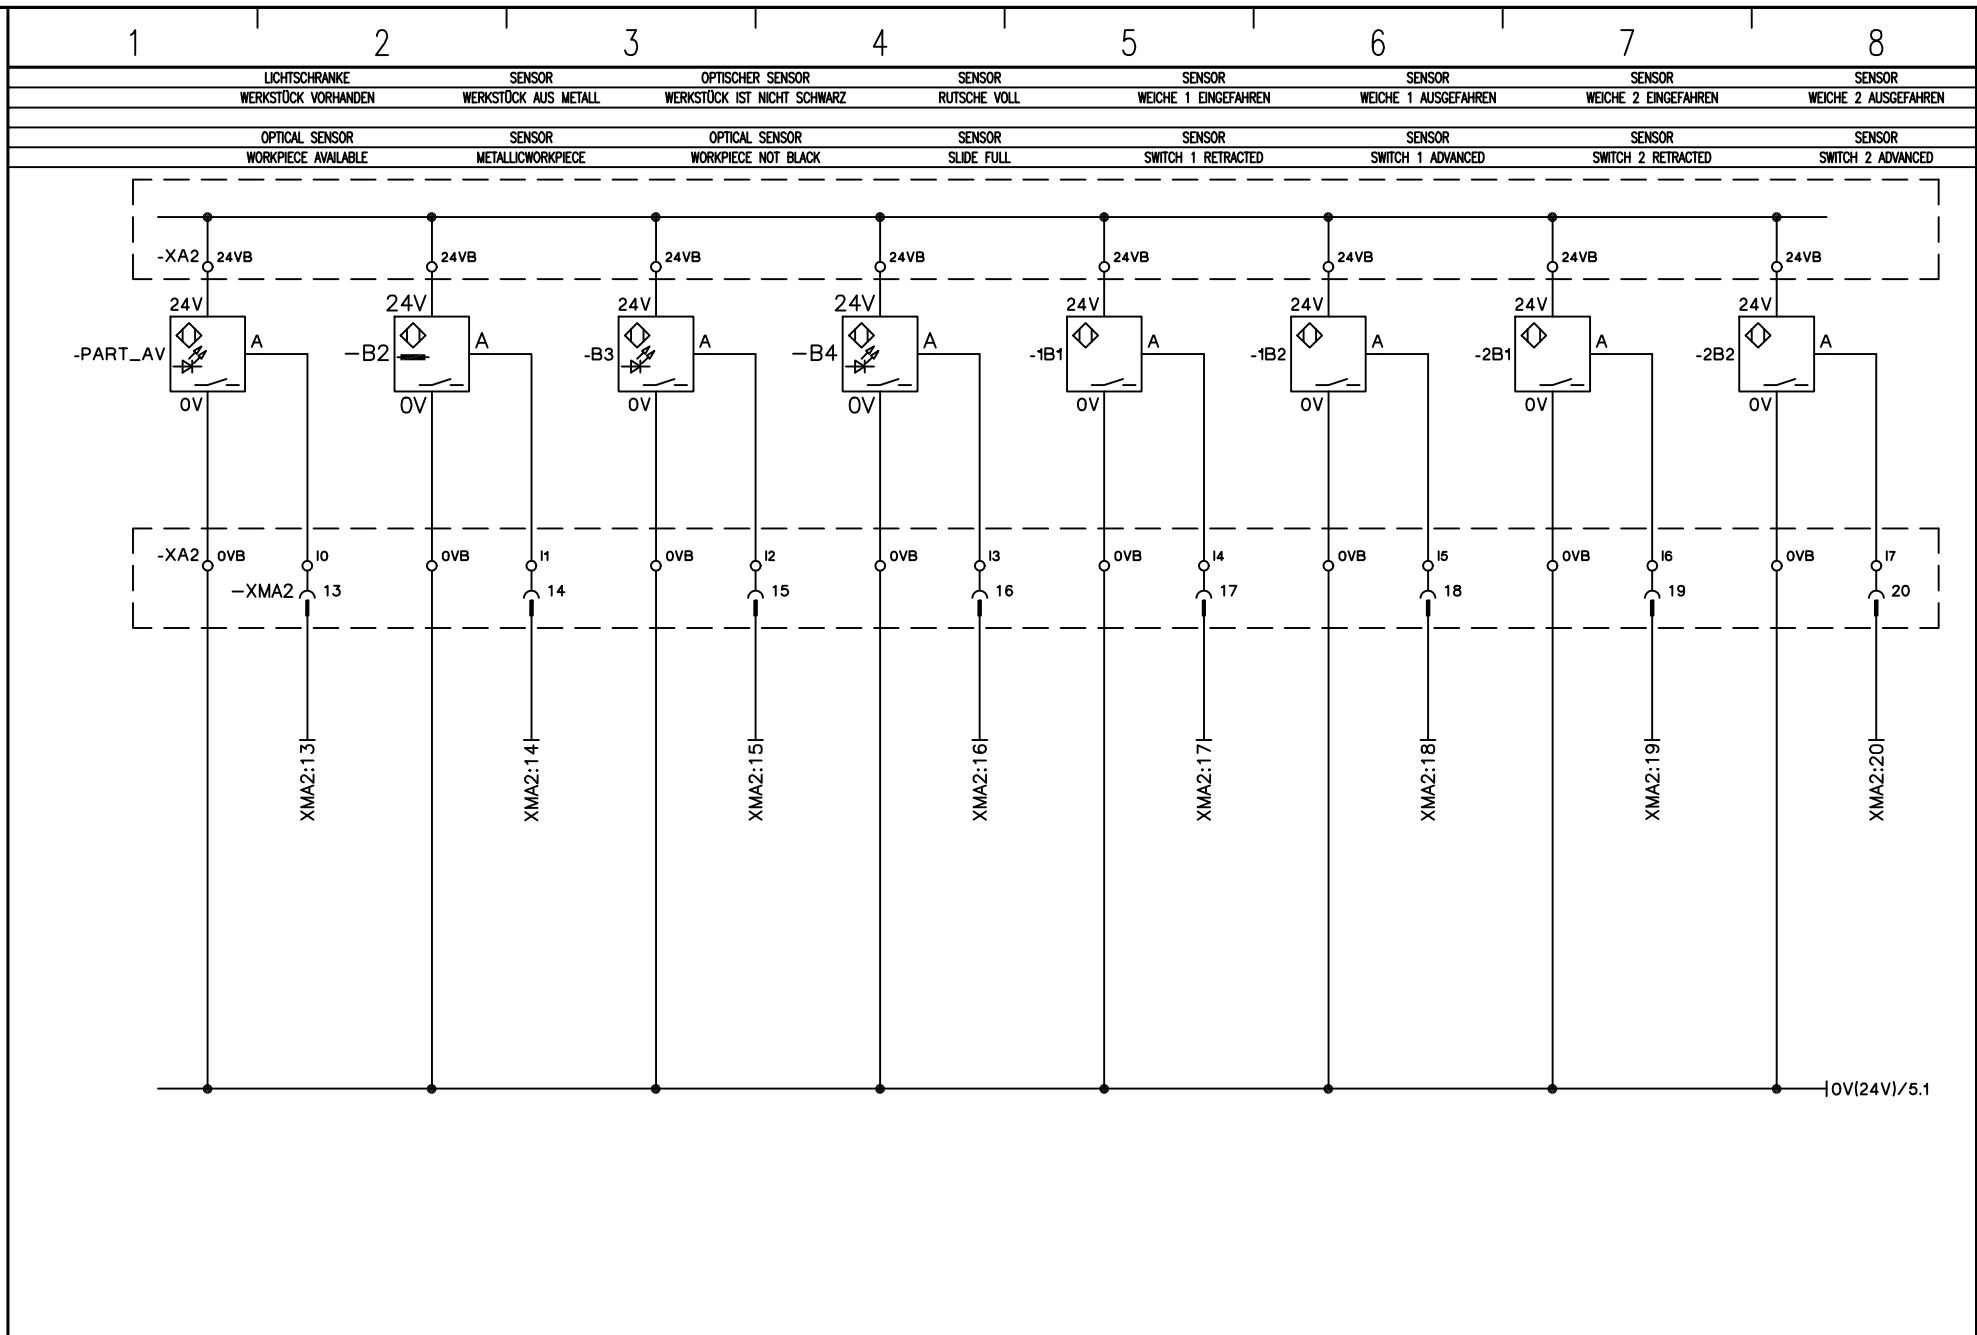 1 2 3 4 5 6 7 8
LICHTSCHRANKE SENSOR OPTISCHER SENSOR SENSOR SENSOR SENSOR SENSOR SENSOR
WERKSTÜCK VORHANDEN WERKSTÜCK AUS METALL WERKSTÜCK IST NICHT SCHWARZ RUTSCHE VOLL WEICHE 1 EINGEFAHREN WEICHE 1 AUSGEFAHREN WEICHE 2 EINGEFAHREN WEICHE 2 AUSGEFAHREN
OPTICAL SENSOR SENSOR OPTICAL SENSOR SENSOR SENSOR SENSOR SENSOR SENSOR
WORKPIECE AVAILABLE METALLICWORKPIECE WORKPIECE NOT BLACK SLIDE FULL SWITCH 1 RETRACTED SWITCH 1 ADVANCED SWITCH 2 RETRACTED SWITCH 2 ADVANCED
-XA2 24VB 24VB 24VB 24VB 24VB 24VB 24VB 24VB
24V 24V 24V 24V 24V 24V 24V 24V
A A A A A A A A
-PART_AV -B2 -B3 -B4 -1B1 -1B2 -2B1 -2B2
0V 0V 0V 0V 0V 0V 0V 0V
-XA2 0VB I0 0VB I1 0VB I2 0VB I3 0VB I4 0VB I5 0VB I6 0VB I7
-XMA2 13 14 15 16 17 18 19 20
XMA2:13 XMA2:14 XMA2:15 XMA2:16 XMA2:17 XMA2:18 XMA2:19 XMA2:20
0V(24V)/5.1